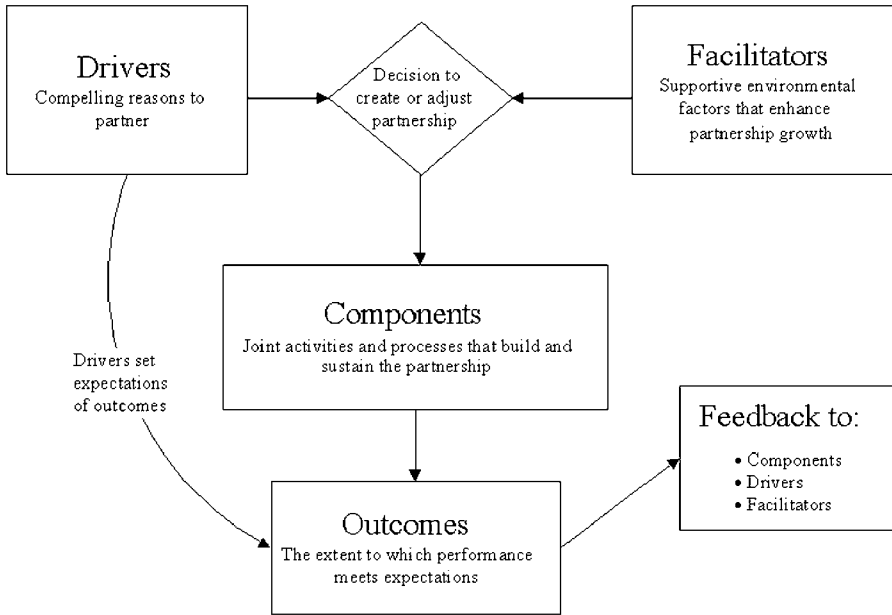 Drivers
Compelling reasons to
partner
Decision to
create or adjust
partnership
Facilitators
Supportive environmental
factors that enhance
partnership growth
Components
Joint activities and processes that build and
sustain the partnership
Drivers set
expectations
of outcomes
Feedback to:
• Components
• Drivers
• Facilitators
Outcomes
The extent to which performance
meets expectations